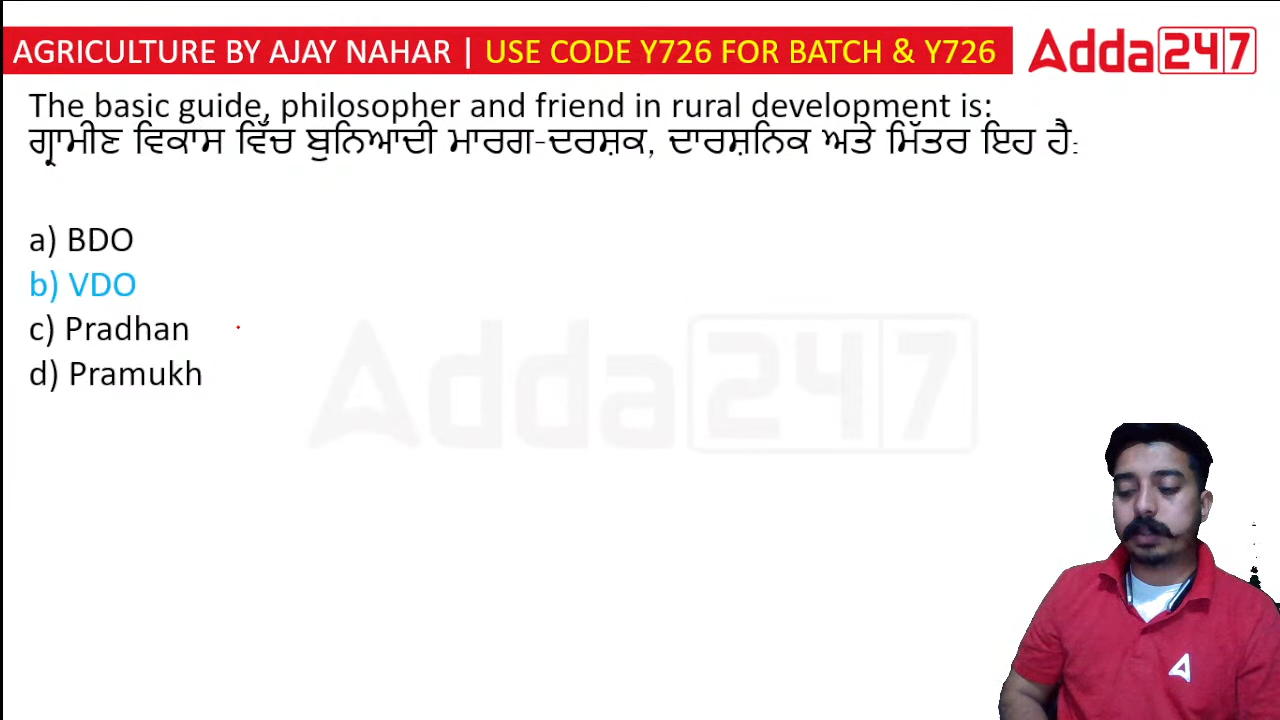 AGRICULTURE BY AJAY NAHAR | USE CODE Y726 FOR BATCH & Y726
Adda247
The basic guide, philosopher and friend in rural development is:
ਗ੍ਰਾਮੀਣ ਵਿਕਾਸ ਵਿੱਚ ਬੁਨਿਆਦੀ ਮਾਰਗ-ਦਰਸ਼ਕ, ਦਾਰਸ਼ਨਿਕ ਅਤੇ ਮਿੱਤਰ ਇਹ ਹੈ:
a) BDO
b) VDO
c) Pradhan
d) Pramukh
Adda247